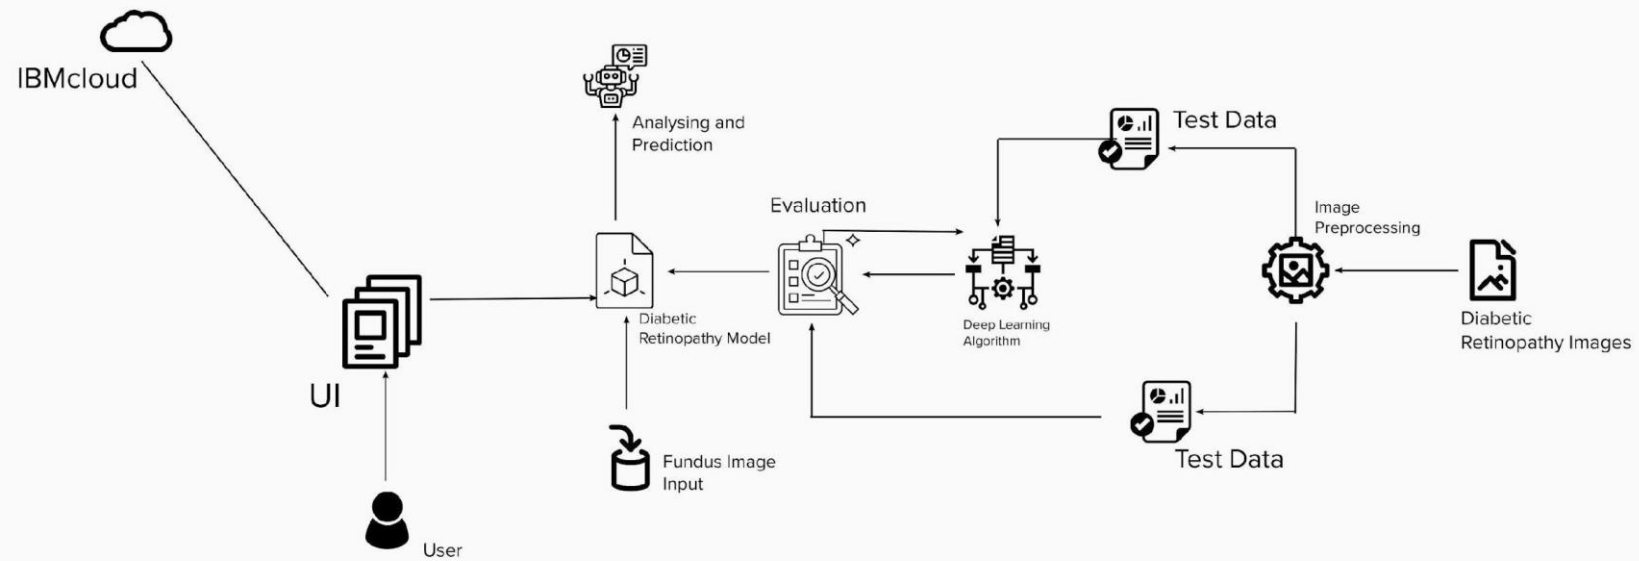 IBMcloud
Analysing and
Prediction
Test Data
Evaluation
Image
Preprocessing
Diabetic
Retinopathy Model
Deep Learning
Algorithm
Diabetic
Retinopathy Images
UI
Fundus Image
Input
Test Data
User